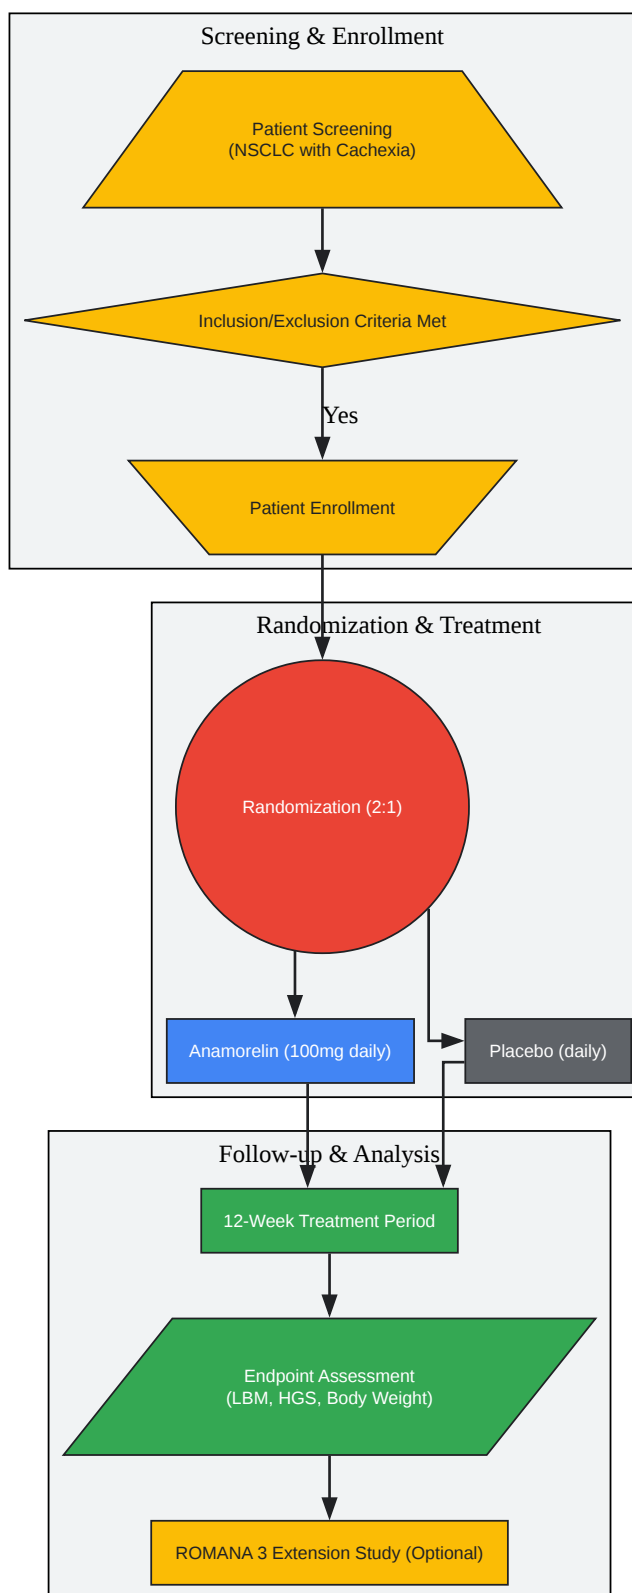 Screening & Enrollment
Patient Screening
(NSCLC with Cachexia)
Inclusion/Exclusion Criteria Met
Yes
Patient Enrollment
Randomization & Treatment
Randomization (2:1)
Anamorelin (100mg daily)
Placebo (daily)
Follow-up & Analysis
12-Week Treatment Period
Endpoint Assessment
(LBM, HGS, Body Weight)
ROMANA 3 Extension Study (Optional)